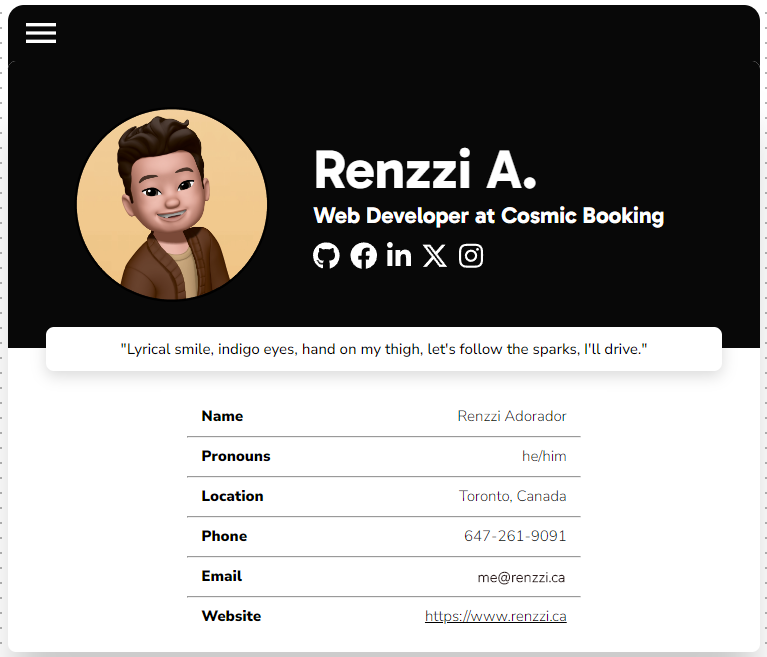 Renzzi A.
Web Developer at Cosmic Booking
"Lyrical smile, indigo eyes, hand on my thigh, let's follow the sparks, I'll drive."
Name Renzzi Adorador
Pronouns he/him
Location Toronto, Canada
Phone 647-261-9091
Email me@renzzi.ca
Website https://www.renzzi.ca